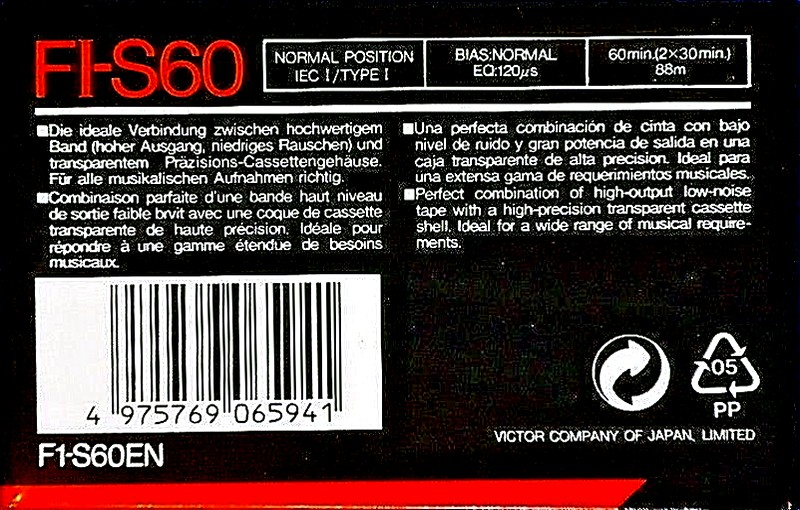 FI-S60
NORMAL POSITION
IEC I/TYPE I
BIAS:NORMAL
EQ:120μs
60min.(2×30min.)
88m
■Die ideale Verbindung zwischen hochwertigem
Band (hoher Ausgang, niedriges Rauschen) und
transparentem Präzisions-Cassettengehäuse.
Für alle musikalischen Aufnahmen richtig.
■Combinaison parfaite d'une bande haut niveau
de sortie faible brvit avec une coque de cassette
transparente de haute précision. Idéale pour
répondre à une gamme étendue de besoins
musicaux.
■Una perfecta combinación de cinta con bajo
nivel de ruido y gran potencia de salida en una
caja transparente de alta precision. Ideal para
una extensa gama de requerimientos musicales.
■Perfect combination of high-output low-noise
tape with a high-precision transparent cassette
shell. Ideal for a wide range of musical require-
ments.
4 975769 065941
F1-S60EN
05
PP
VICTOR COMPANY OF JAPAN, LIMITED